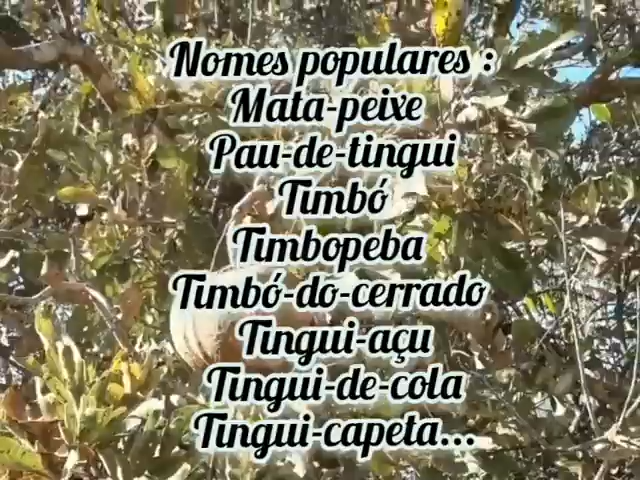 Nomes populares :
Mata-peixe
Pau-de-tingui
Timbó
Timbopeba
Timbó-do-cerrado
Tingui-açu
Tingui-de-cola
Tingui-capeta...